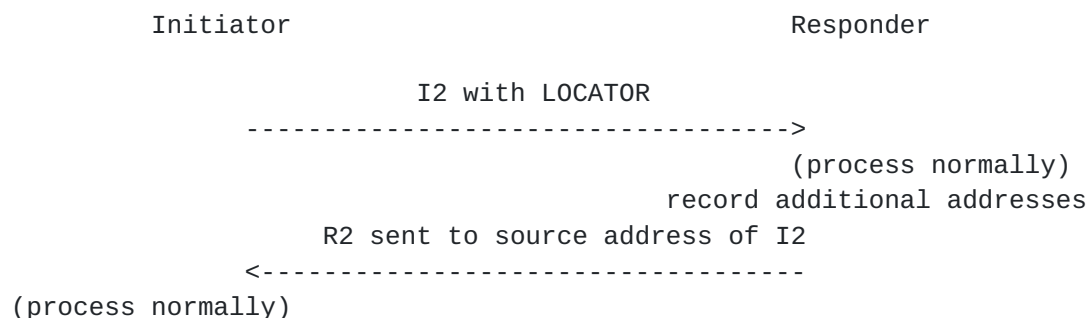 Initiator                                Responder
I2 with LOCATOR
----------------------------------->
(process normally)
record additional addresses
R2 sent to source address of I2
<-----------------------------------
(process normally)